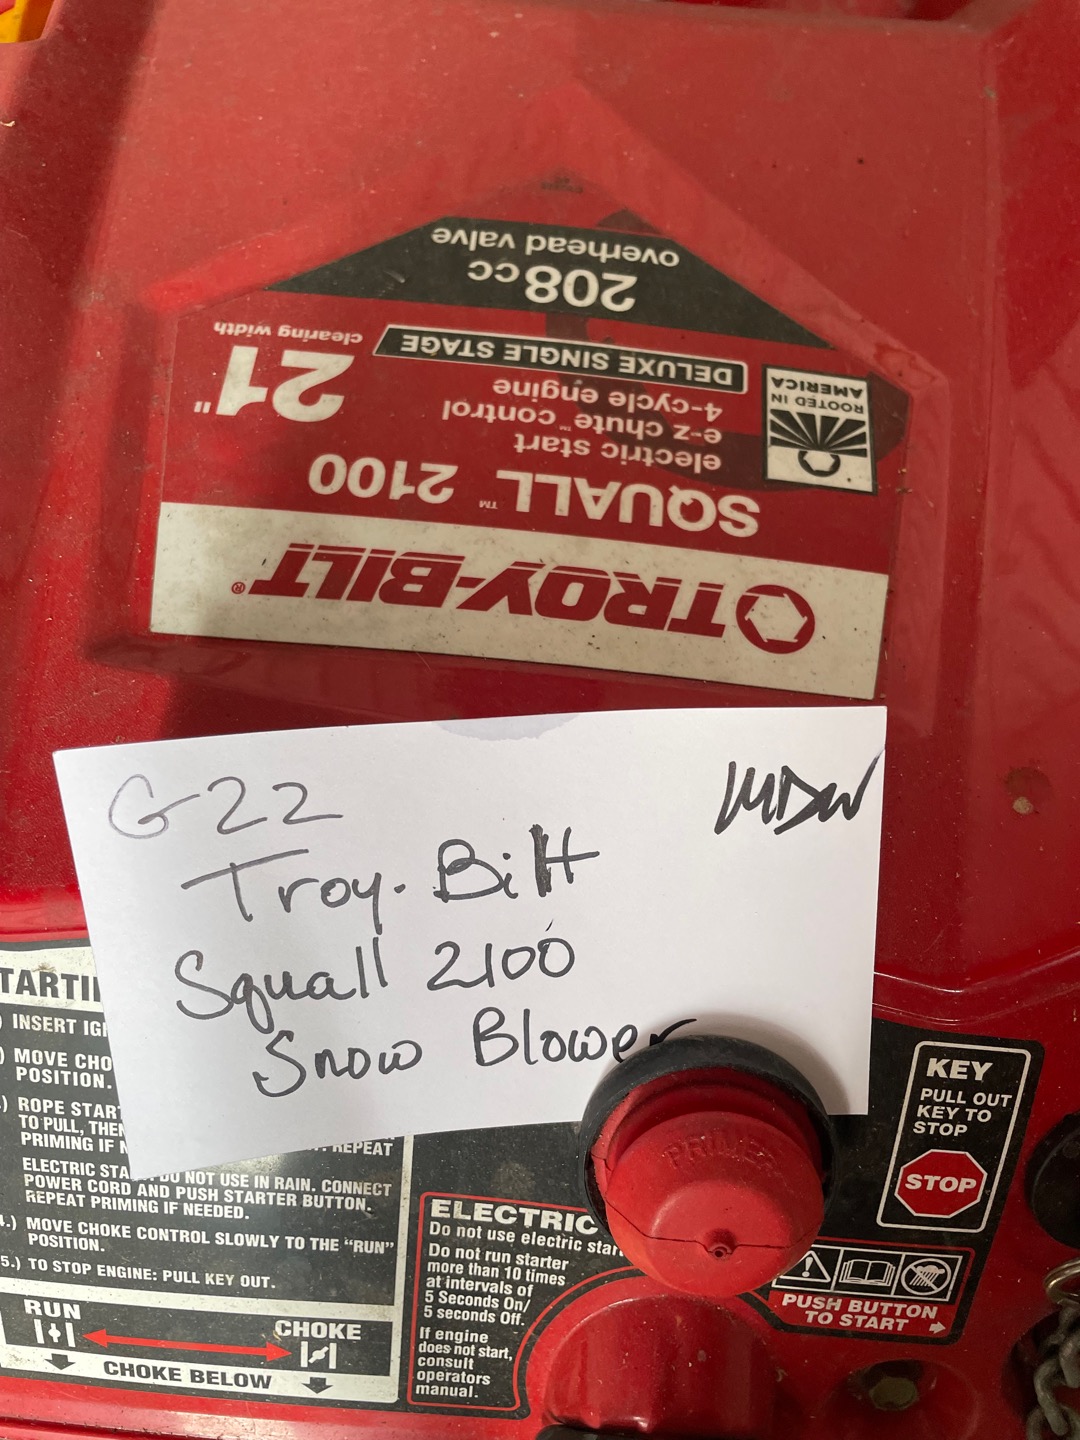 TROY-BILT®
SQUALL™ 2100
electric start
e-z chute™ control
4-cycle engine
DELUXE SINGLE STAGE
21"
clearing width
ROOTED IN
AMERICA
208cc
overhead valve
G22
MDW
Troy-Bilt
Squall 2100
Snow Blower
INSERT
MOVE
POSITION.
ROPE
TO PULL,
PRIMING IF
REPEAT
ELECTRIC DO NOT USE IN RAIN. CONNECT
POWER CORD AND PUSH STARTER BUTTON.
REPEAT PRIMING IF NEEDED.
4.) MOVE CHOKE CONTROL SLOWLY TO THE "RUN"
POSITION.
5.) TO STOP ENGINE: PULL KEY OUT.
RUN
CHOKE
CHOKE BELOW
ELECTRIC
Do not use electric
Do not run starter
more than 10 times
at intervals of
5 Seconds On/
5 seconds Off.
If engine
does not start,
consult
operators
manual.
PRIMER
KEY
PULL OUT
KEY TO
STOP
STOP
PUSH BUTTON
TO START